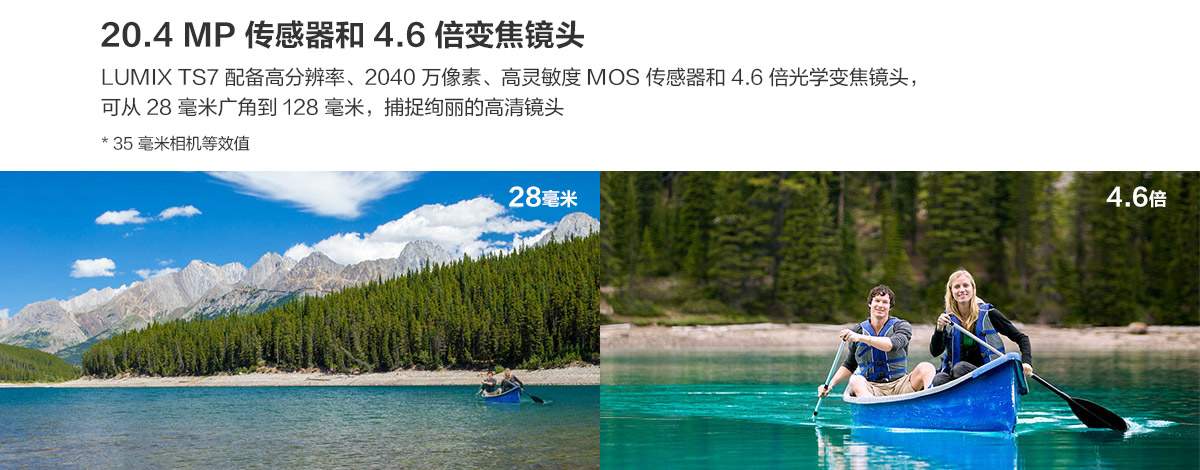 20.4 MP 传感器和 4.6 倍变焦镜头
LUMIX TS7 配备高分辨率、2040 万像素、高灵敏度 MOS 传感器和 4.6 倍光学变焦镜头，
可从 28 毫米广角到 128 毫米，捕捉绚丽的高清镜头
* 35 毫米相机等效值
28毫米
4.6倍